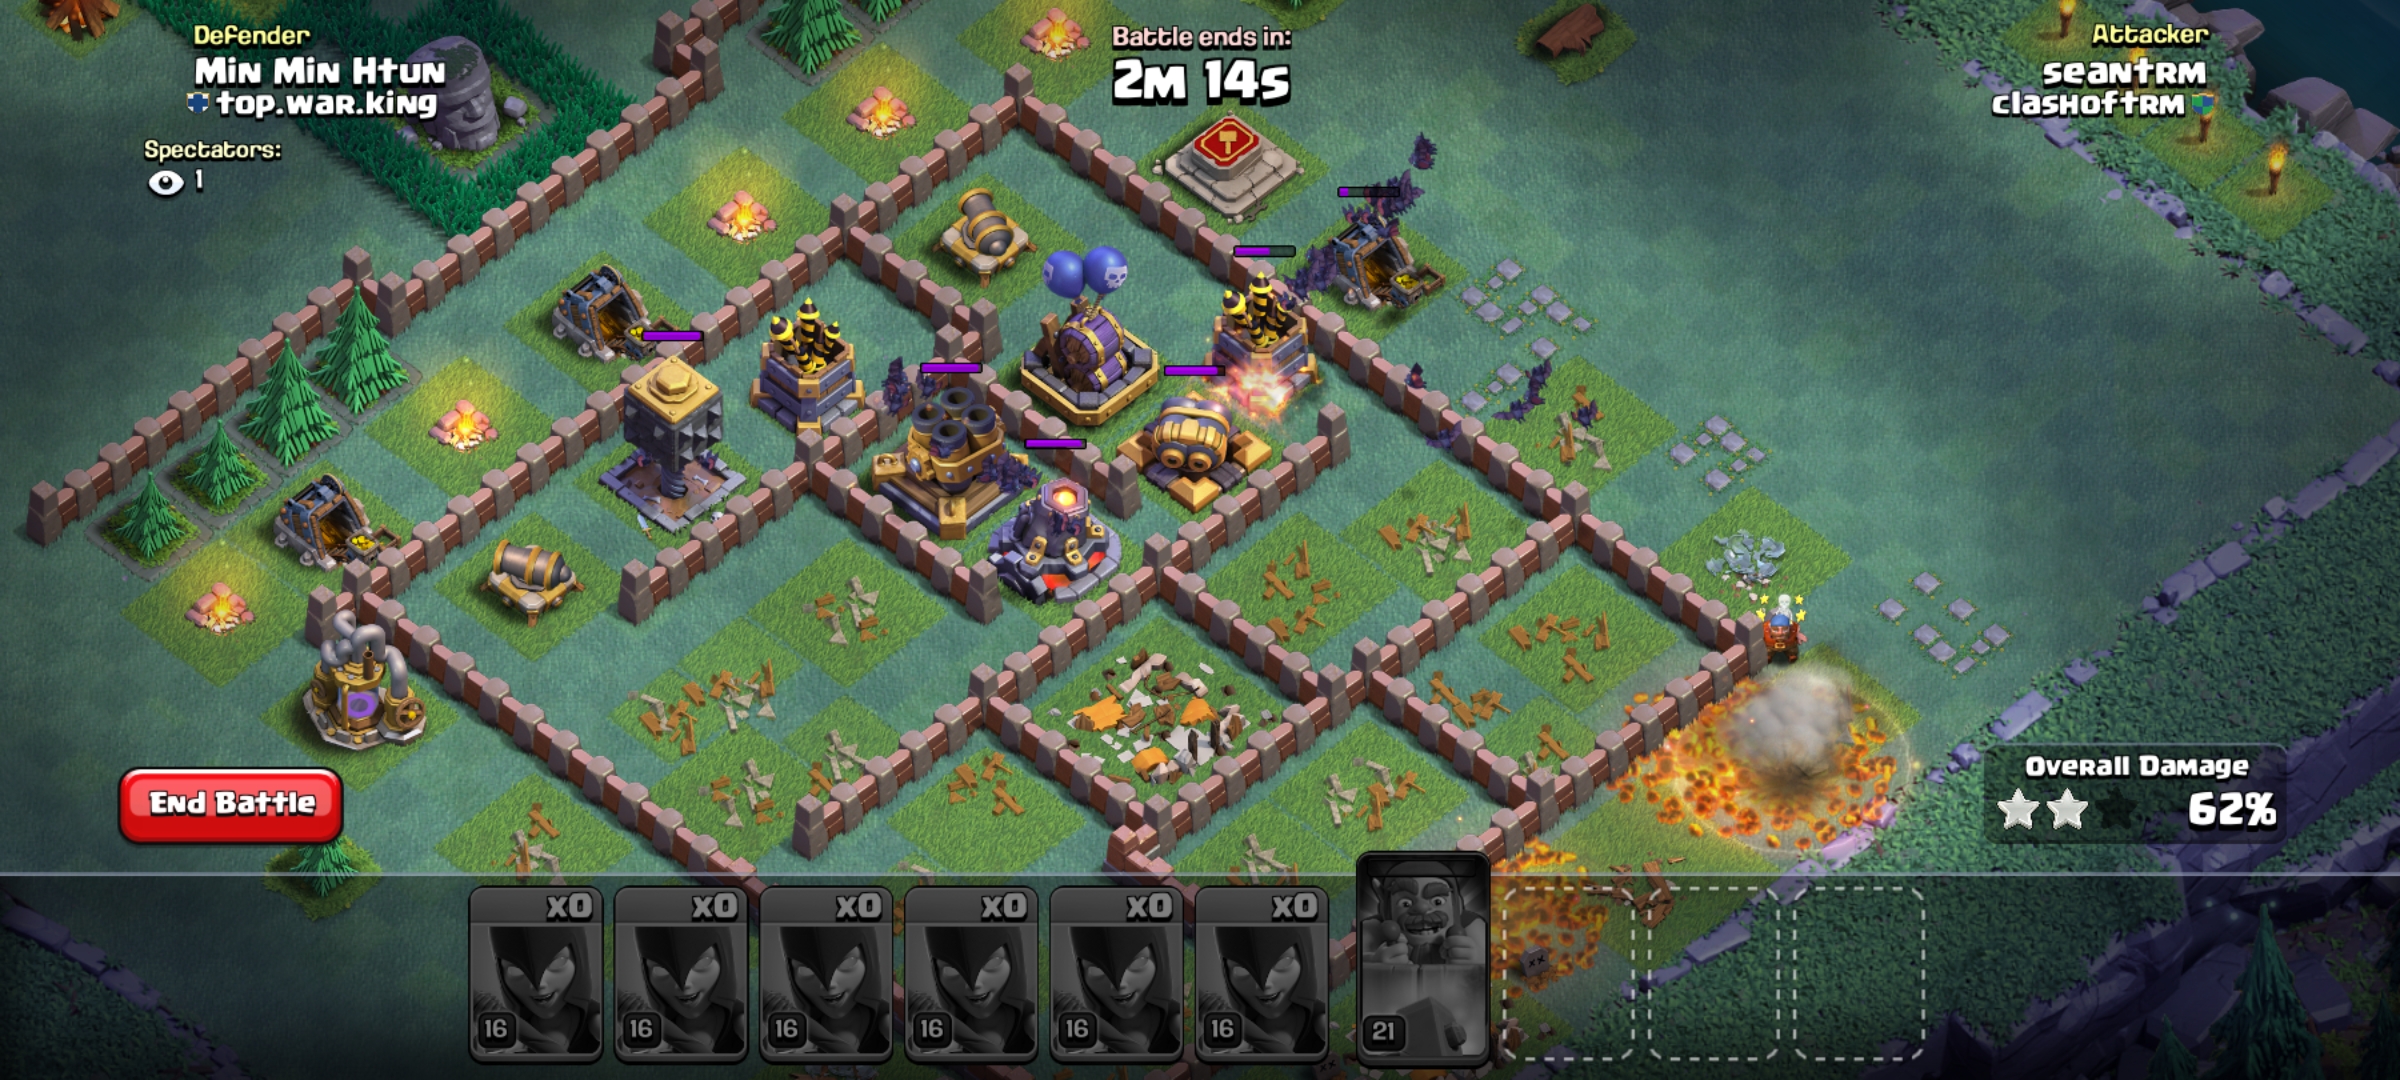 Defender
Min Min Htun
top.war.king
Spectators:
1
Battle ends in:
2M 14s
Attacker
seantRM
clashoftRM
End Battle
Overall Damage
62%
x0 x0 x0 x0 x0 x0
16 16 16 16 16 16 21